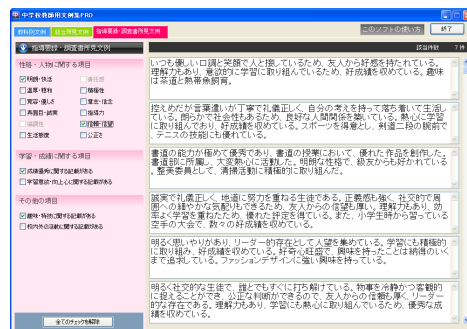 中学校教師用文例集PRO
教科別文例
総合所見文例
指導要録・調査書所見文例
このソフトの使い方
終了
指導要録・調査書所見文例
該当件数 7 件
性格・人物に関する項目
明朗・快活
責任感
温厚・穏和
積極性
寛容・優しさ
意志・信念
真面目・誠実
指導力
協調性
信頼・信望
生活態度
公正
学習・成績に関する項目
成績優秀に関する記載がある
学習意欲・向上心に関する記載がある
その他の項目
趣味・特技に関する記載がある
校内外の活動に関する記載がある
全てのチェックを解除
いつも優しい口調と笑顔で人と接しているため、友人から好感を持たれている。
理解力もあり、意欲的に学習に取り組んでいるため、好成績を収めている。趣味
は茶道と熱帯魚飼育。
控えめだが言葉遣いが丁寧で礼儀正しく、自分の考えを持って落ち着いて生活し
ている。朗らかで社会性もあるため、良好な人間関係を築いている。熱心に学習
に取り組んでおり、好成績を収めている。スポーツを得意とし、剣道二段の腕前で
、テニスの技術にも優れている。
書道の能力が極めて優秀であり、書道の授業において、優れた作品を創作した。
書道部に所属し、大変熱心に活動した。明朗な性格で、級友からも好かれている
。整美委員として、清掃活動に積極的に取り組んだ。
誠実で礼儀正しく、地道に努力を重ねる生徒である。正義感も強く、社交的で周
囲への細やかな気配りもできるため、友人からの信望も厚い。理解力もあり、効
率よく学習を重ねたため、優れた評定を得ている。また、小学生時から習っている
空手の大会で、数々の好成績を収めている。
明るく思いやりがあり、リーダー的存在として人望を集めている。学習にも積極的
に取り組み、好成績を収めている。好奇心旺盛で、興味を持ったことは納得のいく
まで追求している。ファッションデザインに強い興味を持っている。
明るく社交的な生徒で、誰とでもすぐに打ち解けている。物事を冷静かつ客観的
に捉えることができ、公正な判断ができるので、友人からの信頼も厚く、リーダー
的な存在である。理解力もあり、学習にも熱心に取り組んでいるため、優秀な成
績を収めている。